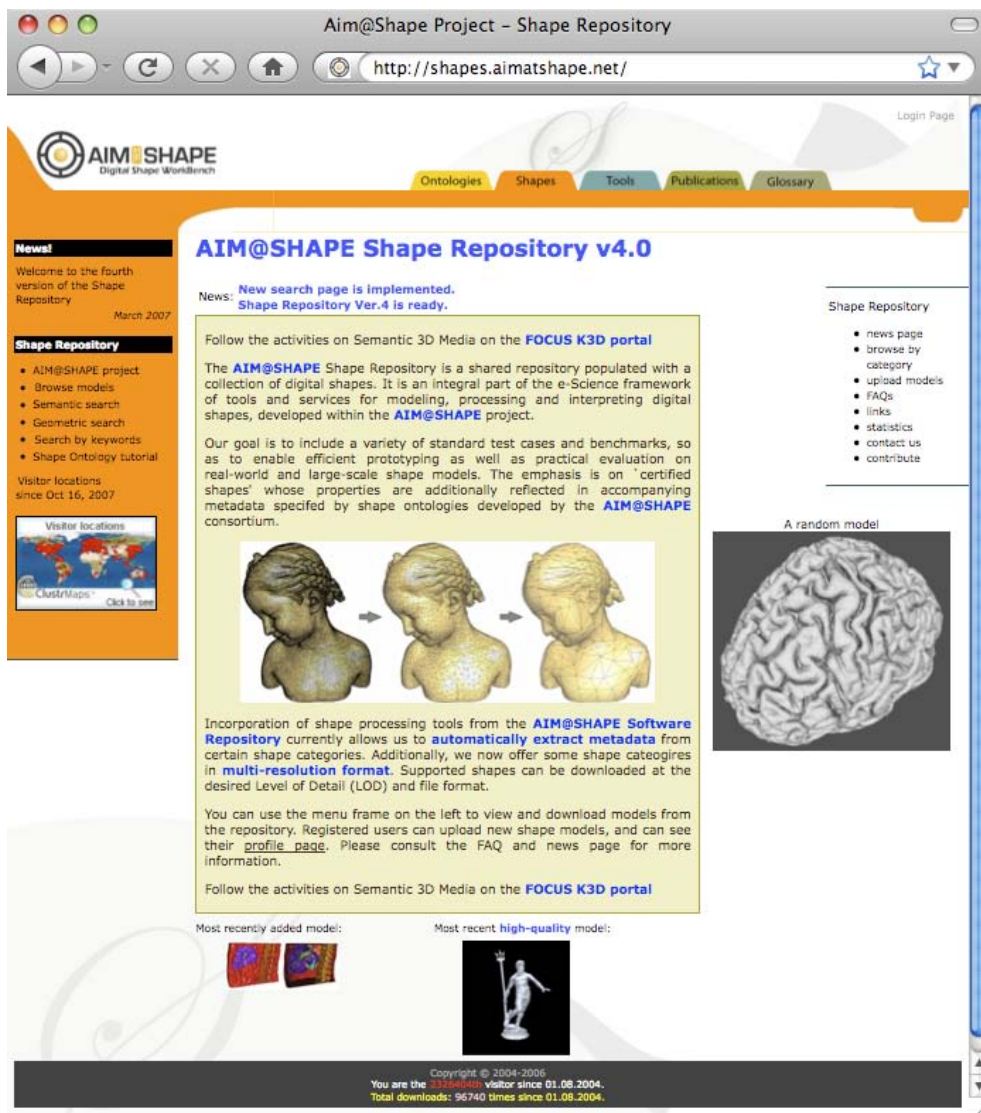 Aim@Shape Project – Shape Repository
http://shapes.aimatshape.net/
Login Page
AIM SHAPE
Digital Shape WorkBench
Ontologies
Shapes
Tools
Publications
Glossary
News!
Welcome to the fourth
version of the Shape
Repository
March 2007
Shape Repository
AIM@SHAPE project
Browse models
Semantic search
Geometric search
Search by keywords
Shape Ontology tutorial
Visitor locations
since Oct 16, 2007
Visitor locations
ClustrMaps
Click to see
AIM@SHAPE Shape Repository v4.0
News: New search page is implemented.
Shape Repository Ver.4 is ready.
Follow the activities on Semantic 3D Media on the FOCUS K3D portal
The AIM@SHAPE Shape Repository is a shared repository populated with a
collection of digital shapes. It is an integral part of the e-Science framework
of tools and services for modeling, processing and interpreting digital
shapes, developed within the AIM@SHAPE project.
Our goal is to include a variety of standard test cases and benchmarks, so
as to enable efficient prototyping as well as practical evaluation on
real-world and large-scale shape models. The emphasis is on `certified
shapes' whose properties are additionally reflected in accompanying
metadata specifed by shape ontologies developed by the AIM@SHAPE
consortium.
Incorporation of shape processing tools from the AIM@SHAPE Software
Repository currently allows us to automatically extract metadata from
certain shape categories. Additionally, we now offer some shape cateogires
in multi-resolution format. Supported shapes can be downloaded at the
desired Level of Detail (LOD) and file format.
You can use the menu frame on the left to view and download models from
the repository. Registered users can upload new shape models, and can see
their profile page. Please consult the FAQ and news page for more
information.
Follow the activities on Semantic 3D Media on the FOCUS K3D portal
Shape Repository
news page
browse by
category
upload models
FAQs
links
statistics
contact us
contribute
A random model
Most recently added model:
Most recent high-quality model:
Copyright © 2004-2006
You are the 2326404th visitor since 01.08.2004.
Total downloads: 96740 times since 01.08.2004.